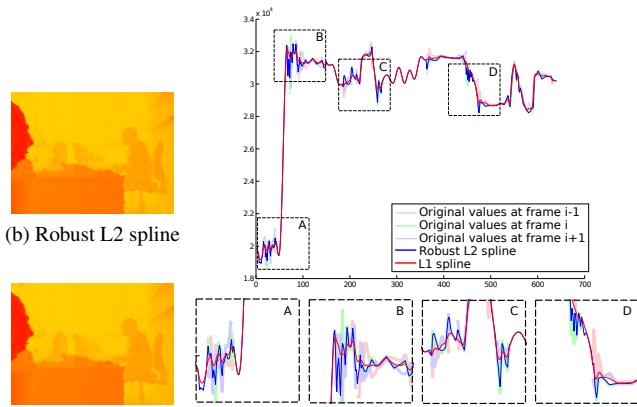 x 10⁴
3.4
3.2
3.0
2.8
2.6
2.4
2.2
2.0
1.8
0 100 200 300 400 500 600 700
A
B
C
D
Original values at frame i-1
Original values at frame i
Original values at frame i+1
Robust L2 spline
L1 spline
(b) Robust L2 spline
A
B
C
D